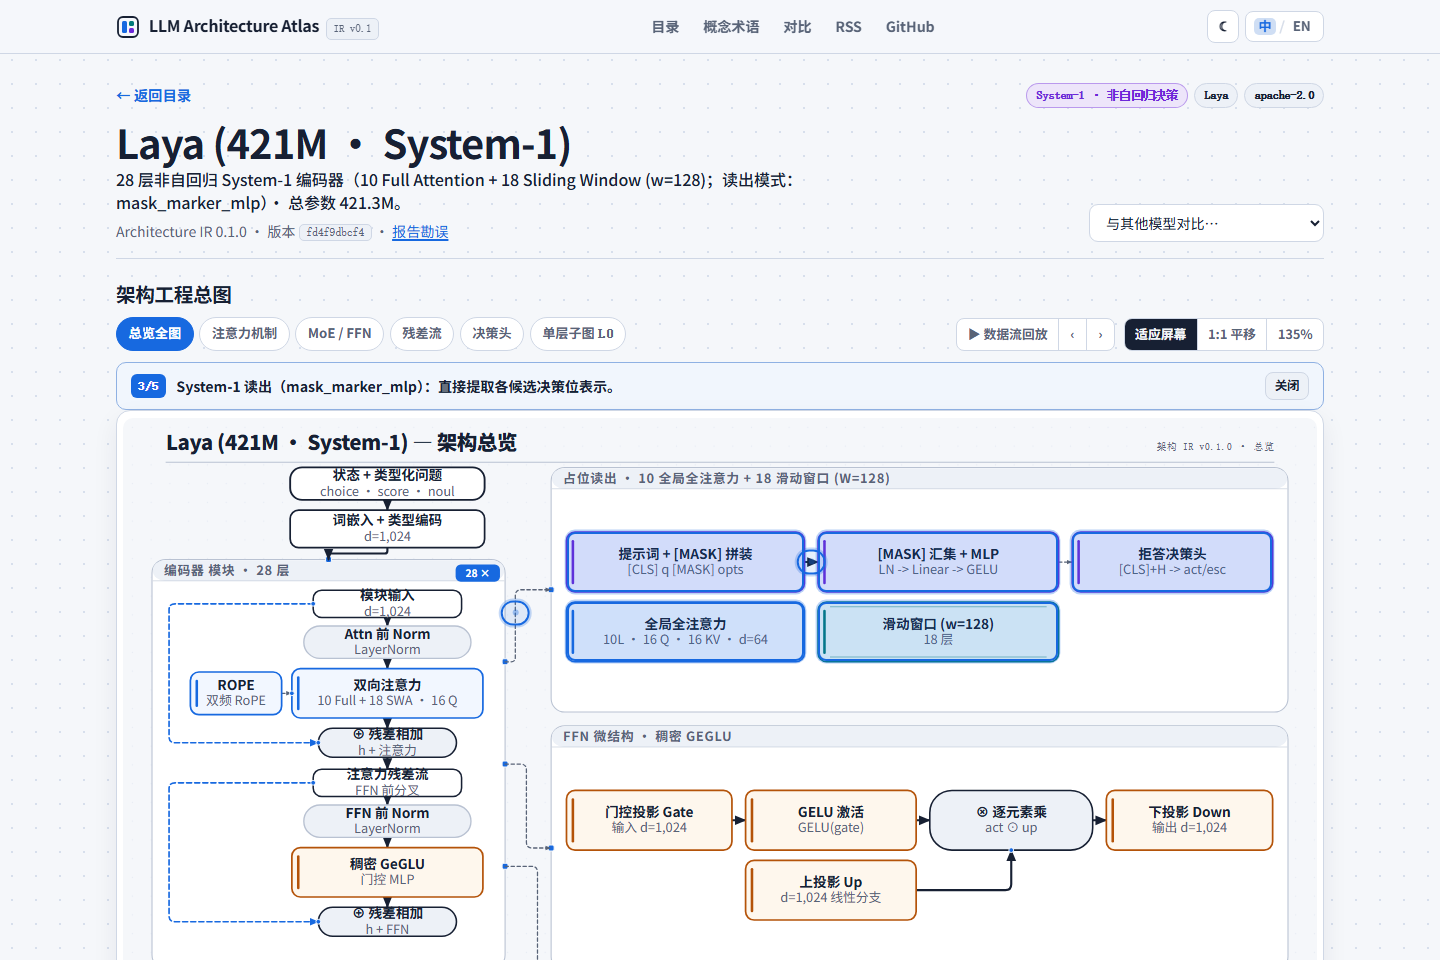 LLM Architecture Atlas IR v0.1 目录 概念术语 对比 RSS GitHub 中 / EN
← 返回目录 System-1 · 非自回归决策 Laya apache-2.0
Laya (421M · System-1)
28 层非自回归 System-1 编码器（10 Full Attention + 18 Sliding Window (w=128)；读出模式：
mask_marker_mlp）· 总参数 421.3M。
Architecture IR 0.1.0 · 版本 fd4f9dbcf4 · 报告勘误
与其他模型对比…
架构工程总图
总览全图 注意力机制 MoE / FFN 残差流 决策头 单层子图 L0 ▶ 数据流回放 ‹ › 适应屏幕 1:1 平移 135%
3/5 System-1 读出（mask_marker_mlp）：直接提取各候选决策位表示。 关闭
Laya (421M · System-1) — 架构总览
架构 IR v0.1.0 · 总览
状态 + 类型化问题
choice · score · noul
词嵌入 + 类型编码
d=1,024
编码器 模块 · 28 层
28 ×
模块输入
d=1,024
Attn 前 Norm
LayerNorm
ROPE
双频 RoPE
双向注意力
10 Full + 18 SWA · 16 Q
⊕ 残差相加
h + 注意力
注意力残差流
FFN 前分叉
FFN 前 Norm
LayerNorm
稠密 GeGLU
门控 MLP
⊕ 残差相加
h + FFN
占位读出 · 10 全局全注意力 + 18 滑动窗口 (W=128)
提示词 + [MASK] 拼装
[CLS] q [MASK] opts
[MASK] 汇集 + MLP
LN -> Linear -> GELU
拒答决策头
[CLS]+H -> act/esc
全局全注意力
10L · 16 Q · 16 KV · d=64
滑动窗口 (w=128)
18 层
FFN 微结构 · 稠密 GEGLU
门控投影 Gate
输入 d=1,024
GELU 激活
GELU(gate)
⊗ 逐元素乘
act ⊙ up
下投影 Down
输出 d=1,024
上投影 Up
d=1,024 线性分支